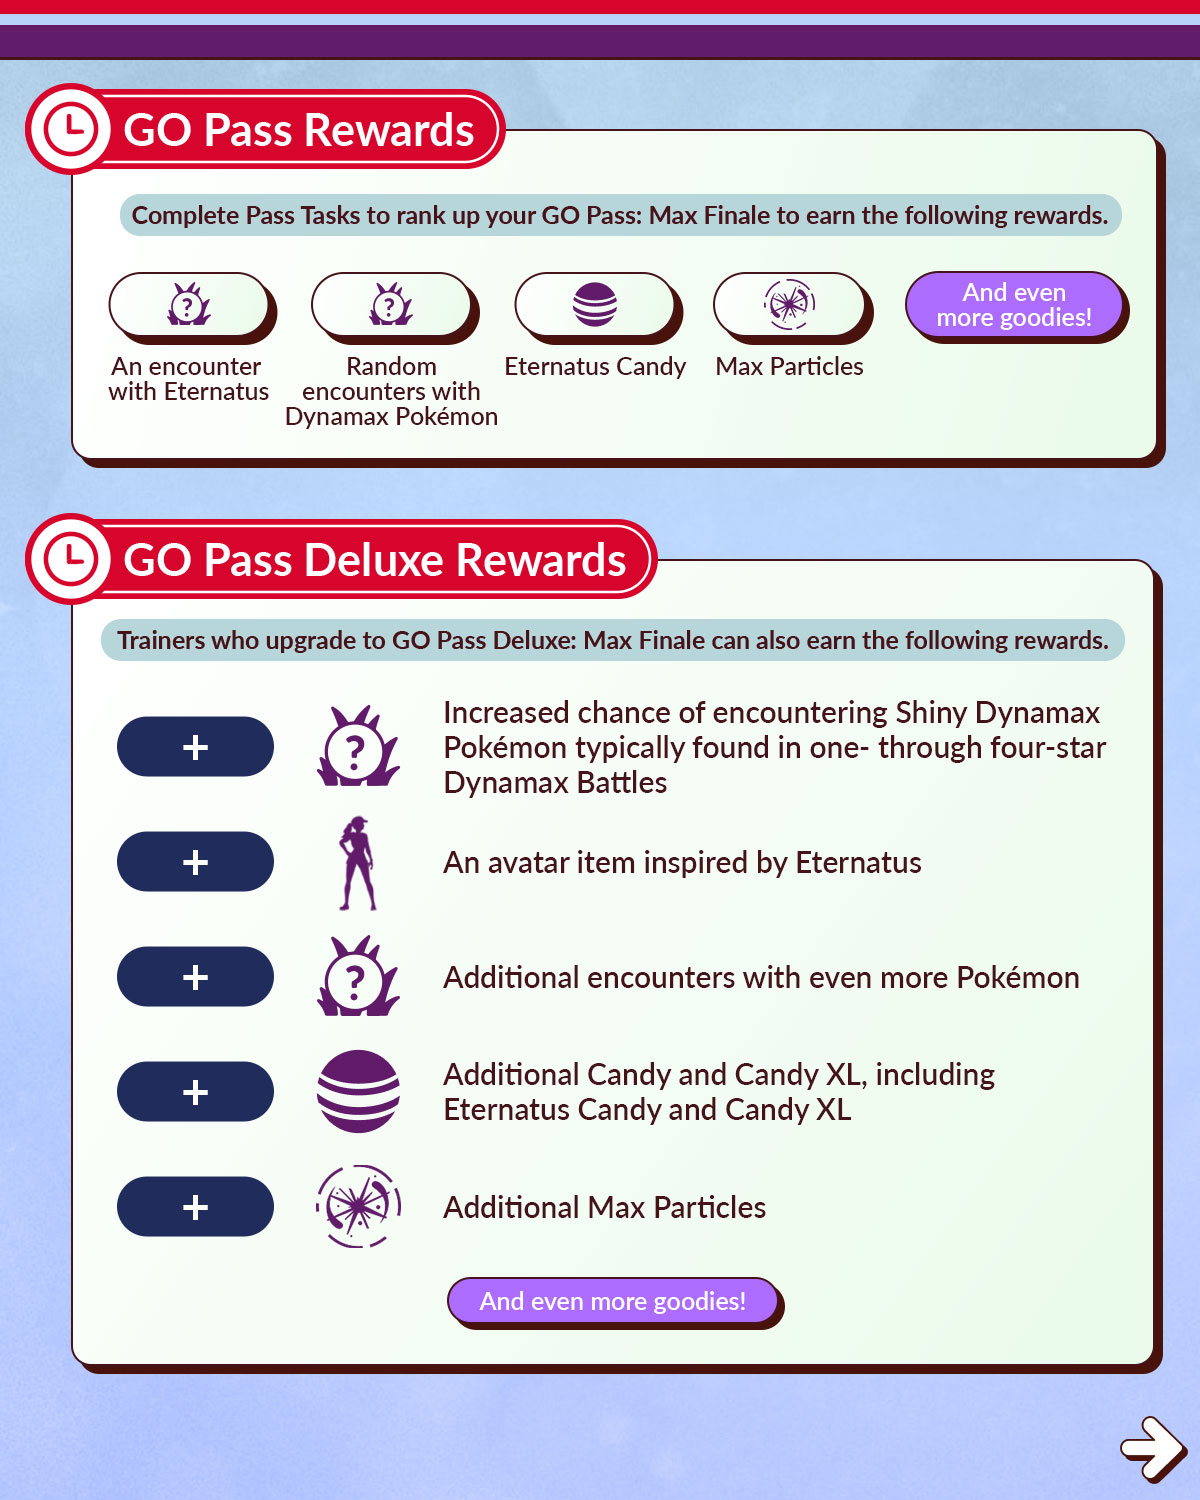 GO Pass Rewards
Complete Pass Tasks to rank up your GO Pass: Max Finale to earn the following rewards.
?
An encounter
with Eternatus
?
Random
encounters with
Dynamax Pokémon
Eternatus Candy
Max Particles
And even
more goodies!
GO Pass Deluxe Rewards
Trainers who upgrade to GO Pass Deluxe: Max Finale can also earn the following rewards.
+
?
Increased chance of encountering Shiny Dynamax
Pokémon typically found in one- through four-star
Dynamax Battles
+
An avatar item inspired by Eternatus
+
?
Additional encounters with even more Pokémon
+
Additional Candy and Candy XL, including
Eternatus Candy and Candy XL
+
Additional Max Particles
And even more goodies!